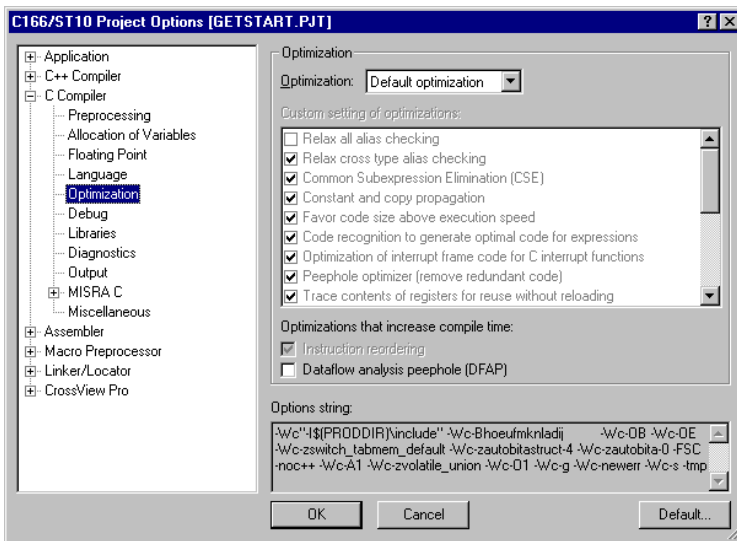 C166/ST10 Project Options [GETSTART.PJT]
Application
C++ Compiler
C Compiler
Preprocessing
Allocation of Variables
Floating Point
Language
Optimization
Debug
Libraries
Diagnostics
Output
MISRA C
Miscellaneous
Assembler
Macro Preprocessor
Linker/Locator
CrossView Pro
Optimization
Optimization: Default optimization
Custom setting of optimizations:
Relax all alias checking
Relax cross type alias checking
Common Subexpression Elimination (CSE)
Constant and copy propagation
Favor code size above execution speed
Code recognition to generate optimal code for expressions
Optimization of interrupt frame code for C interrupt functions
Peephole optimizer (remove redundant code)
Trace contents of registers for reuse without reloading
Optimizations that increase compile time:
Instruction reordering
Dataflow analysis peephole (DFAP)
Options string:
-Wc"-I$(PRODDIR)\include" -Wc-Bhoeufmknladij -Wc-OB -Wc-OE
-Wc-zswitch_tabmem_default -Wc-zautobitastruct-4 -Wc-zautobita-0 -FSC
-noc++ -Wc-A1 -Wc-zvolatile_union -Wc-O1 -Wc-g -Wc-newerr -Wc-s -tmp
OK Cancel Default...